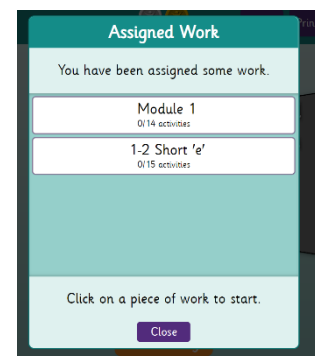 Assigned Work
You have been assigned some work.
Module 1
0/14 activities
1-2 Short 'e'
0/15 activities
Click on a piece of work to start.
Close